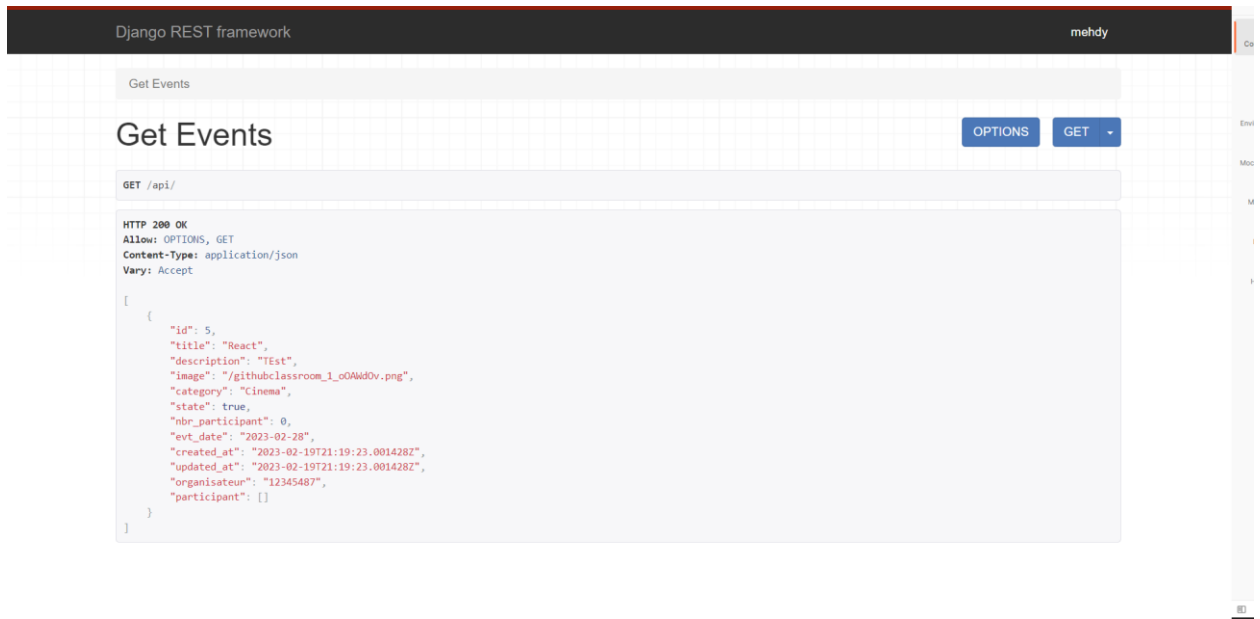 Django REST framework
mehdy
Get Events
Get Events
OPTIONS
GET
GET /api/
HTTP 200 OK
Allow: OPTIONS, GET
Content-Type: application/json
Vary: Accept
[
{
"id": 5,
"title": "React",
"description": "TEst",
"image": "/githubclassroom_1_oOAWdOv.png",
"category": "Cinema",
"state": true,
"nbr_participant": 0,
"evt_date": "2023-02-28",
"created_at": "2023-02-19T21:19:23.001428Z",
"updated_at": "2023-02-19T21:19:23.001428Z",
"organisateur": "12345487",
"participant": []
}
]
Co
Envi
Moc
M
H